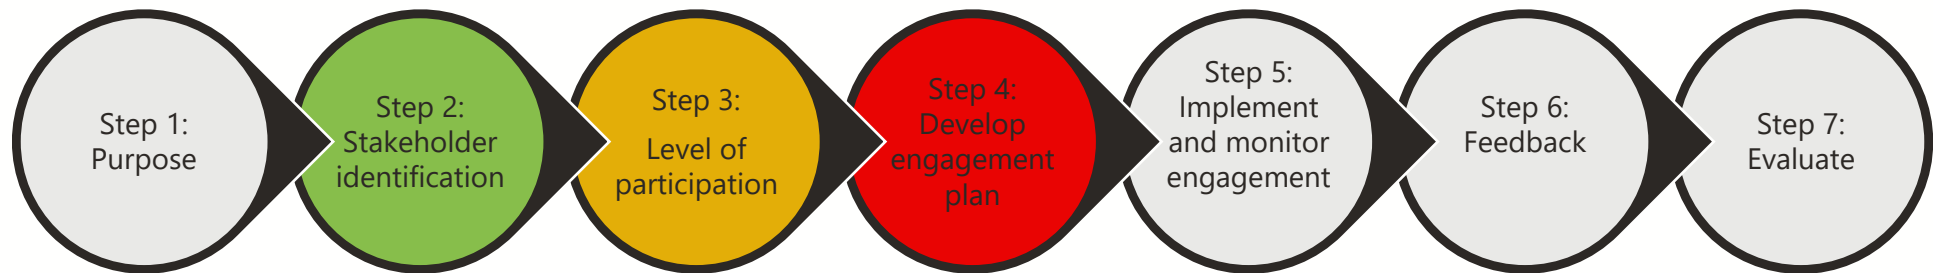 Step 1:
Purpose
Step 2:
Stakeholder
identification
Step 3:
Level of
participation
Step 4:
Develop
engagement
plan
Step 5:
Implement
and monitor
engagement
Step 6:
Feedback
Step 7:
Evaluate